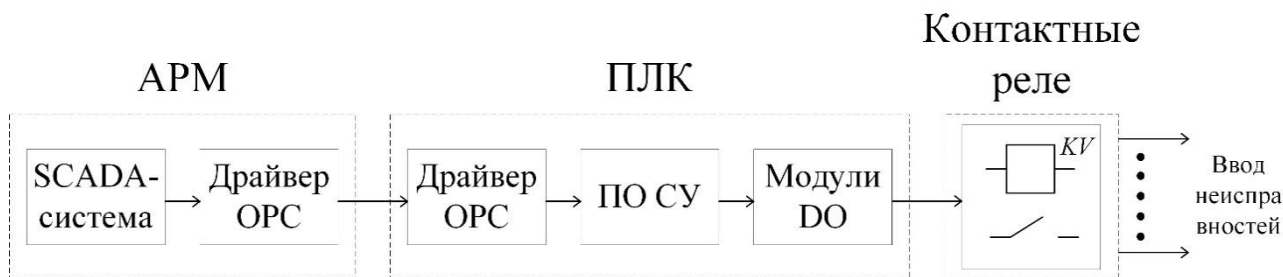 АРМ
ПЛК
Контактные
реле
SCADA-
система
Драйвер
OPC
Драйвер
OPC
ПО СУ
Модули
DO
KV
Ввод
неиспра
вностей